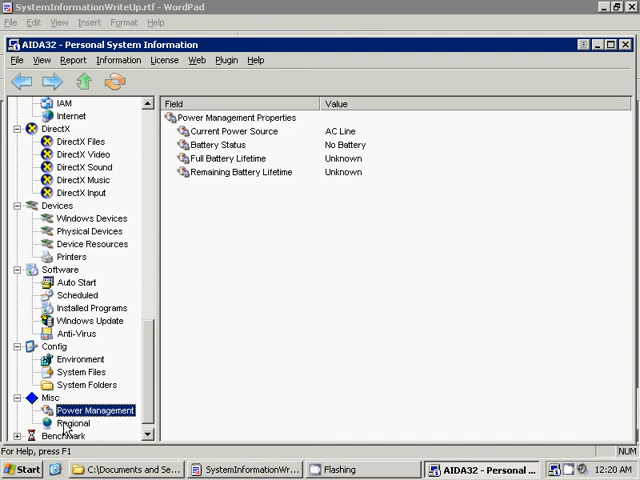 SystemInformationWriteUp.rtf - WordPad
File Edit View Insert Format Help
AIDA32 - Personal System Information
File View Report Information License Web Plugin Help
IAM
Internet
DirectX
DirectX Files
DirectX Video
DirectX Sound
DirectX Music
DirectX Input
Devices
Windows Devices
Physical Devices
Device Resources
Printers
Software
Auto Start
Scheduled
Installed Programs
Windows Update
Anti-Virus
Config
Environment
System Files
System Folders
Misc
Power Management
Regional
Benchmark
Field Value
Power Management Properties
Current Power Source AC Line
Battery Status No Battery
Full Battery Lifetime Unknown
Remaining Battery Lifetime Unknown
For Help, press F1 NUM
Start C:\Documents and Se... SystemInformationWr... Flashing AIDA32 - Personal ... 12:20 AM